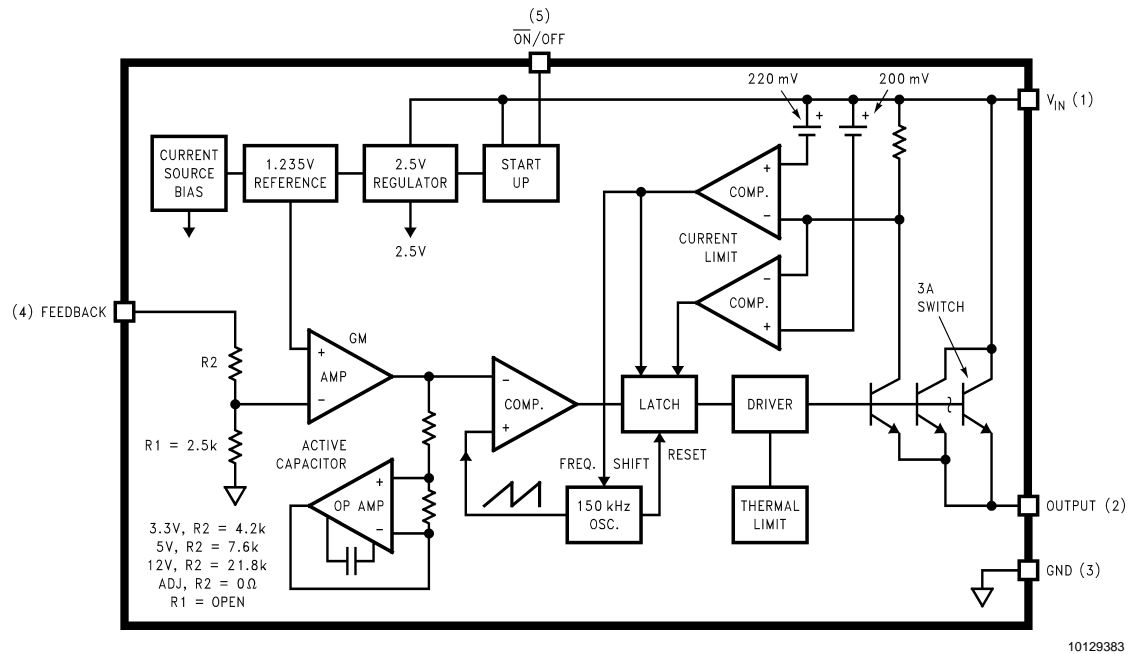 (5)
ON/OFF
220 mV
200 mV
VIN (1)
CURRENT
SOURCE
BIAS
1.235V
REFERENCE
2.5V
REGULATOR
START
UP
2.5V
+
+
+
COMP.
−
CURRENT
LIMIT
−
COMP.
+
3A
SWITCH
(4) FEEDBACK
R2
R1 = 2.5k
GM
+
AMP
−
−
COMP.
+
LATCH
DRIVER
ACTIVE
CAPACITOR
+
OP AMP
−
FREQ. SHIFT
RESET
150 kHz
OSC.
THERMAL
LIMIT
OUTPUT (2)
GND (3)
3.3V, R2 = 4.2k
5V, R2 = 7.6k
12V, R2 = 21.8k
ADJ, R2 = 0Ω
R1 = OPEN
10129383